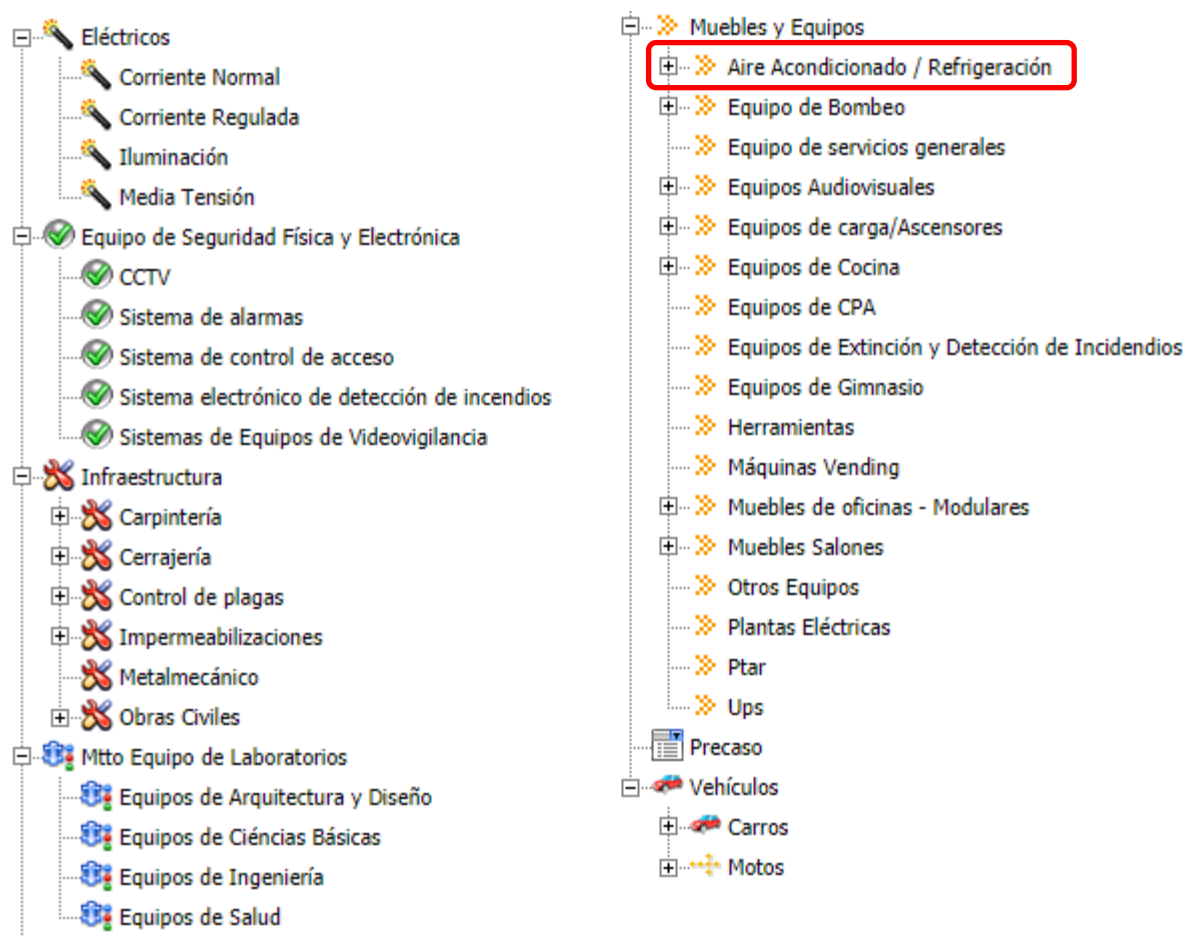 Eléctricos
Corriente Normal
Corriente Regulada
Iluminación
Media Tensión
Equipo de Seguridad Física y Electrónica
CCTV
Sistema de alarmas
Sistema de control de acceso
Sistema electrónico de detección de incendios
Sistemas de Equipos de Videovigilancia
Infraestructura
Carpintería
Cerrajería
Control de plagas
Impermeabilizaciones
Metalmecánico
Obras Civiles
Mtto Equipo de Laboratorios
Equipos de Arquitectura y Diseño
Equipos de Ciéncias Básicas
Equipos de Ingeniería
Equipos de Salud
Muebles y Equipos
Aire Acondicionado / Refrigeración
Equipo de Bombeo
Equipo de servicios generales
Equipos Audiovisuales
Equipos de carga/Ascensores
Equipos de Cocina
Equipos de CPA
Equipos de Extinción y Detección de Incidendios
Equipos de Gimnasio
Herramientas
Máquinas Vending
Muebles de oficinas - Modulares
Muebles Salones
Otros Equipos
Plantas Eléctricas
Ptar
Ups
Precaso
Vehículos
Carros
Motos